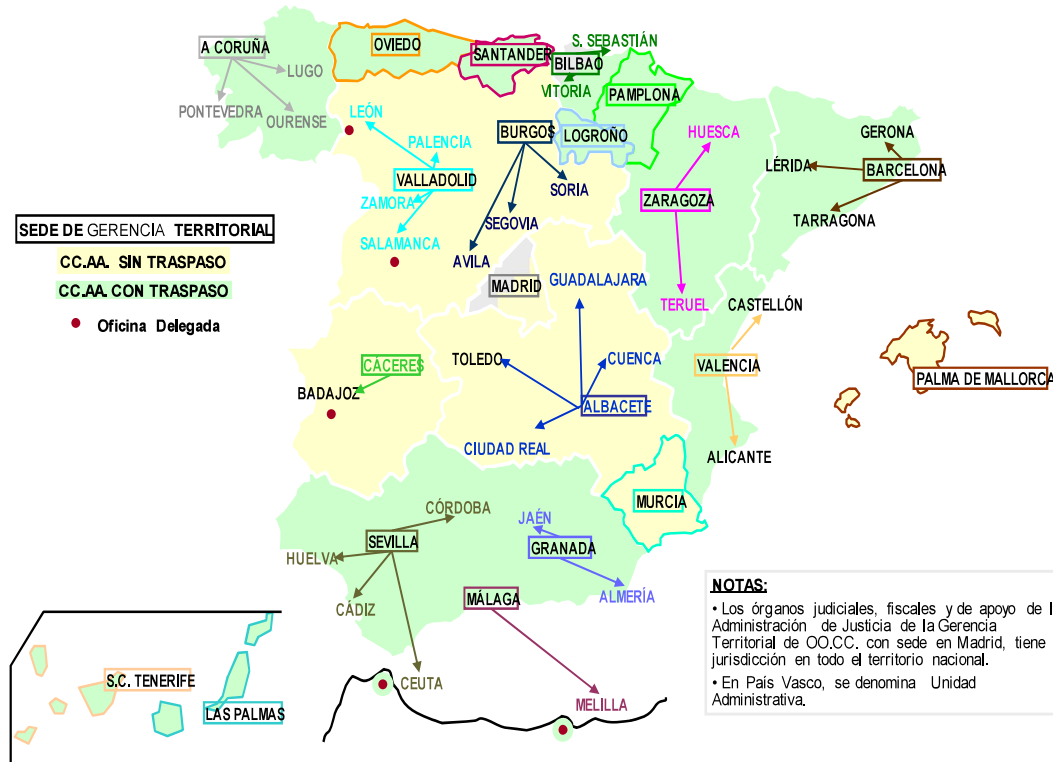 A CORUÑA
LUGO
PONTEVEDRA
OURENSE
OVIEDO
SANTANDER
S. SEBASTIÁN
BILBAO
VITORIA
PAMPLONA
LEÓN
PALENCIA
VALLADOLID
ZAMORA
SALAMANCA
BURGOS
LOGROÑO
SORIA
SEGOVIA
AVILA
HUESCA
ZARAGOZA
TERUEL
GERONA
LÉRIDA
BARCELONA
TARRAGONA
SEDE DE GERENCIA TERRITORIAL
CC.AA. SIN TRASPASO
CC.AA. CON TRASPASO
Oficina Delegada
MADRID
GUADALAJARA
CASTELLÓN
TOLEDO
CUENCA
VALENCIA
CÁCERES
BADAJOZ
ALBACETE
CIUDAD REAL
ALICANTE
PALMA DE MALLORCA
MURCIA
CÓRDOBA
SEVILLA
HUELVA
CÁDIZ
JAÉN
GRANADA
ALMERÍA
MÁLAGA
CEUTA
MELILLA
S.C. TENERIFE
LAS PALMAS
NOTAS:
• Los órganos judiciales, fiscales y de apoyo de l
Administración de Justicia de la Gerencia
Territorial de OO.CC. con sede en Madrid, tiene
jurisdicción en todo el territorio nacional.
• En País Vasco, se denomina Unidad
Administrativa.